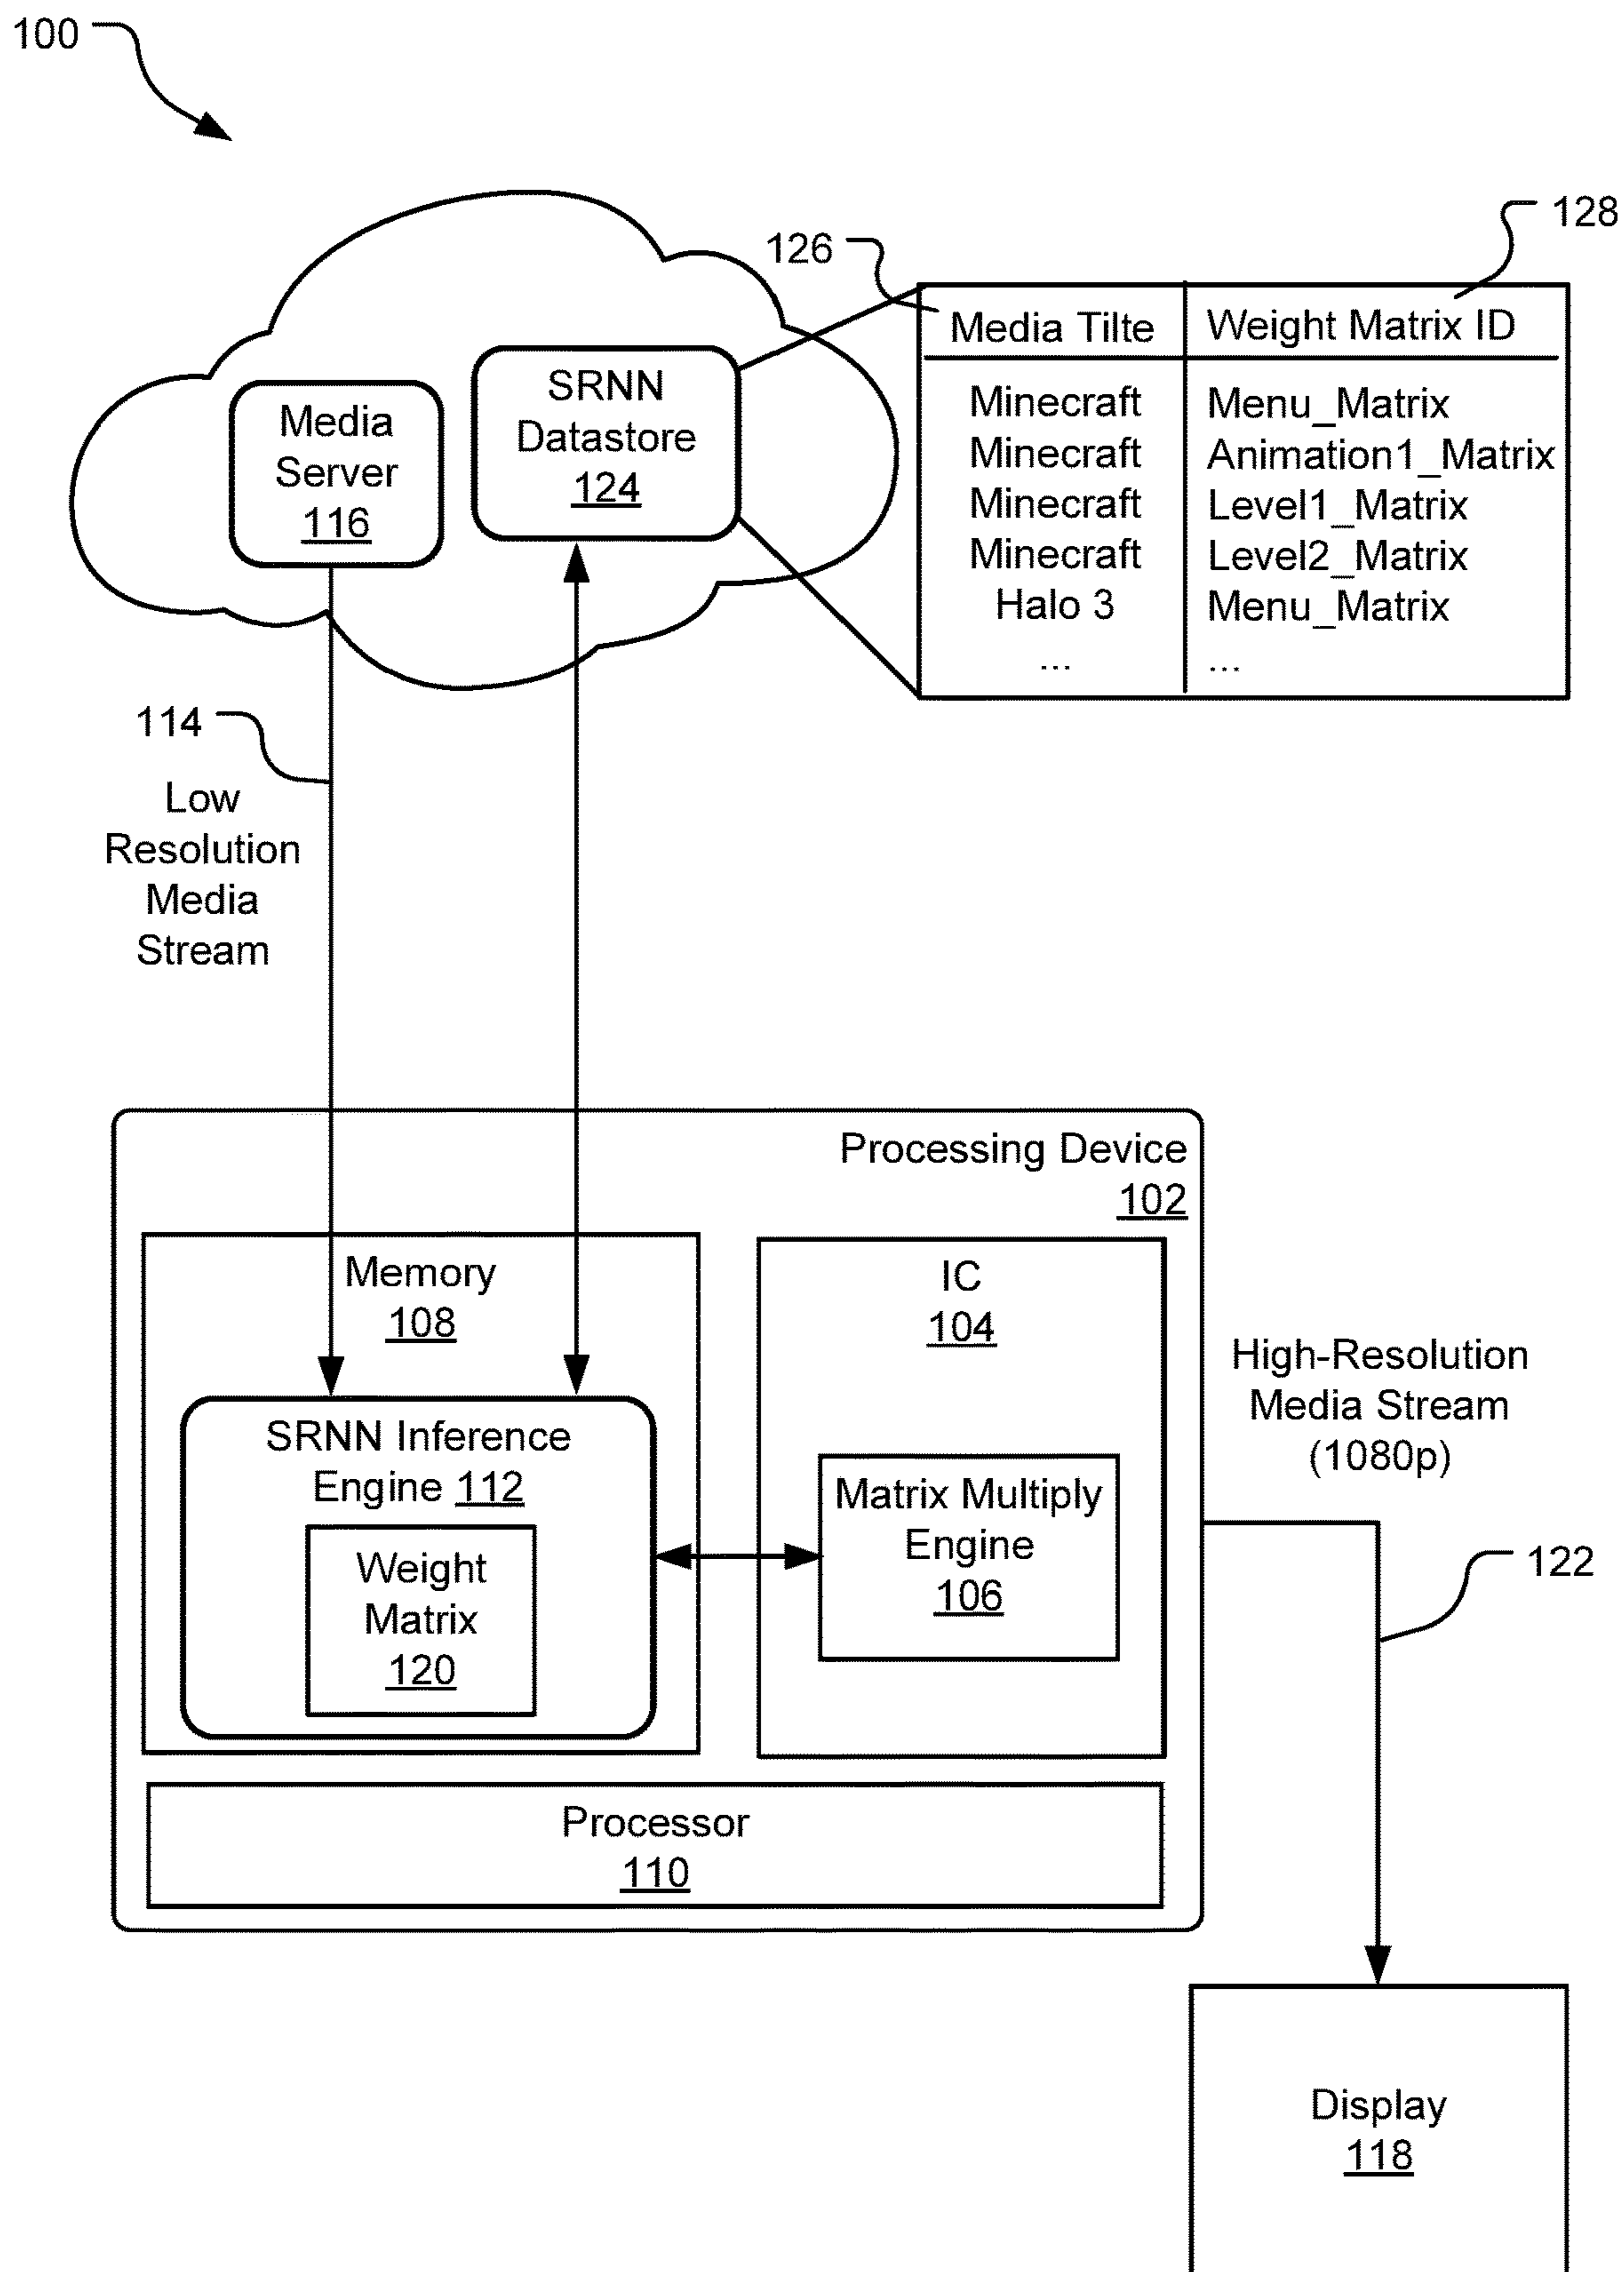 100
128
126
Media Tilte Weight Matrix ID
Minecraft Menu_Matrix
Minecraft Animation1_Matrix
Minecraft Level1_Matrix
Minecraft Level2_Matrix
Halo 3 Menu_Matrix
... ...
Media
Server
116
SRNN
Datastore
124
114
Low
Resolution
Media
Stream
Processing Device
102
Memory
108
IC
104
SRNN Inference
Engine 112
Weight
Matrix
120
Matrix Multiply
Engine
106
High-Resolution
Media Stream
(1080p)
122
Processor
110
Display
118